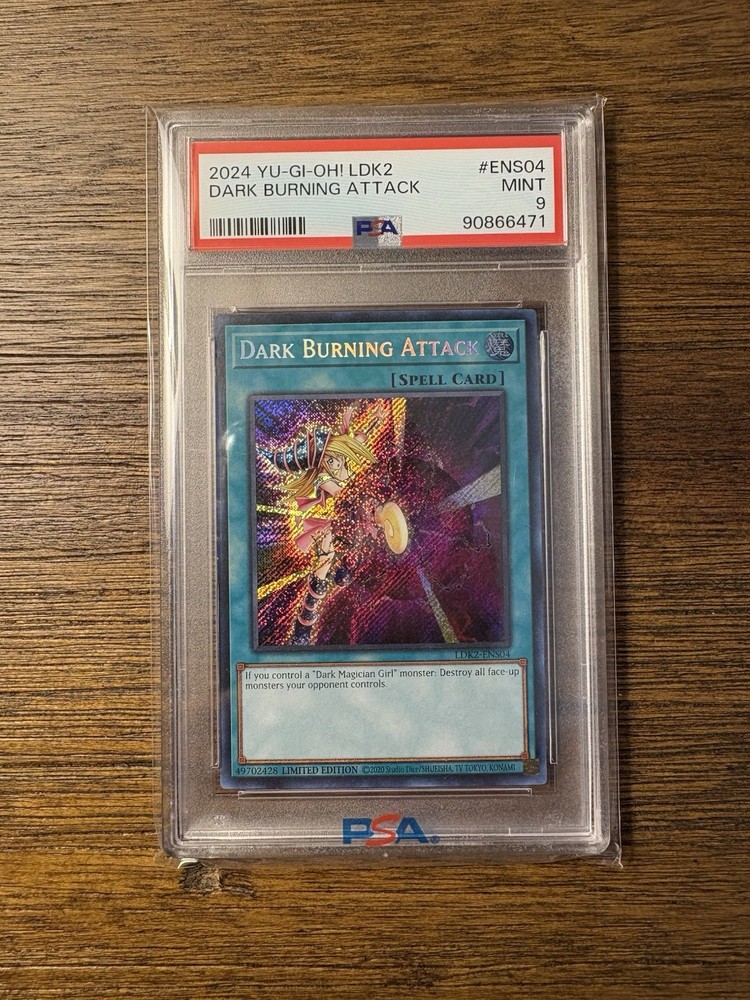 2024 YU-GI-OH! LDK2 #ENS04
DARK BURNING ATTACK MINT
9
PSA 90866471
DARK BURNING ATTACK 魔
[SPELL CARD]
LDK2-ENS04
If you control a "Dark Magician Girl" monster: Destroy all face-up
monsters your opponent controls.
49702428 LIMITED EDITION ©2020 Studio Dice/SHUEISHA, TV TOKYO, KONAMI
PSA®